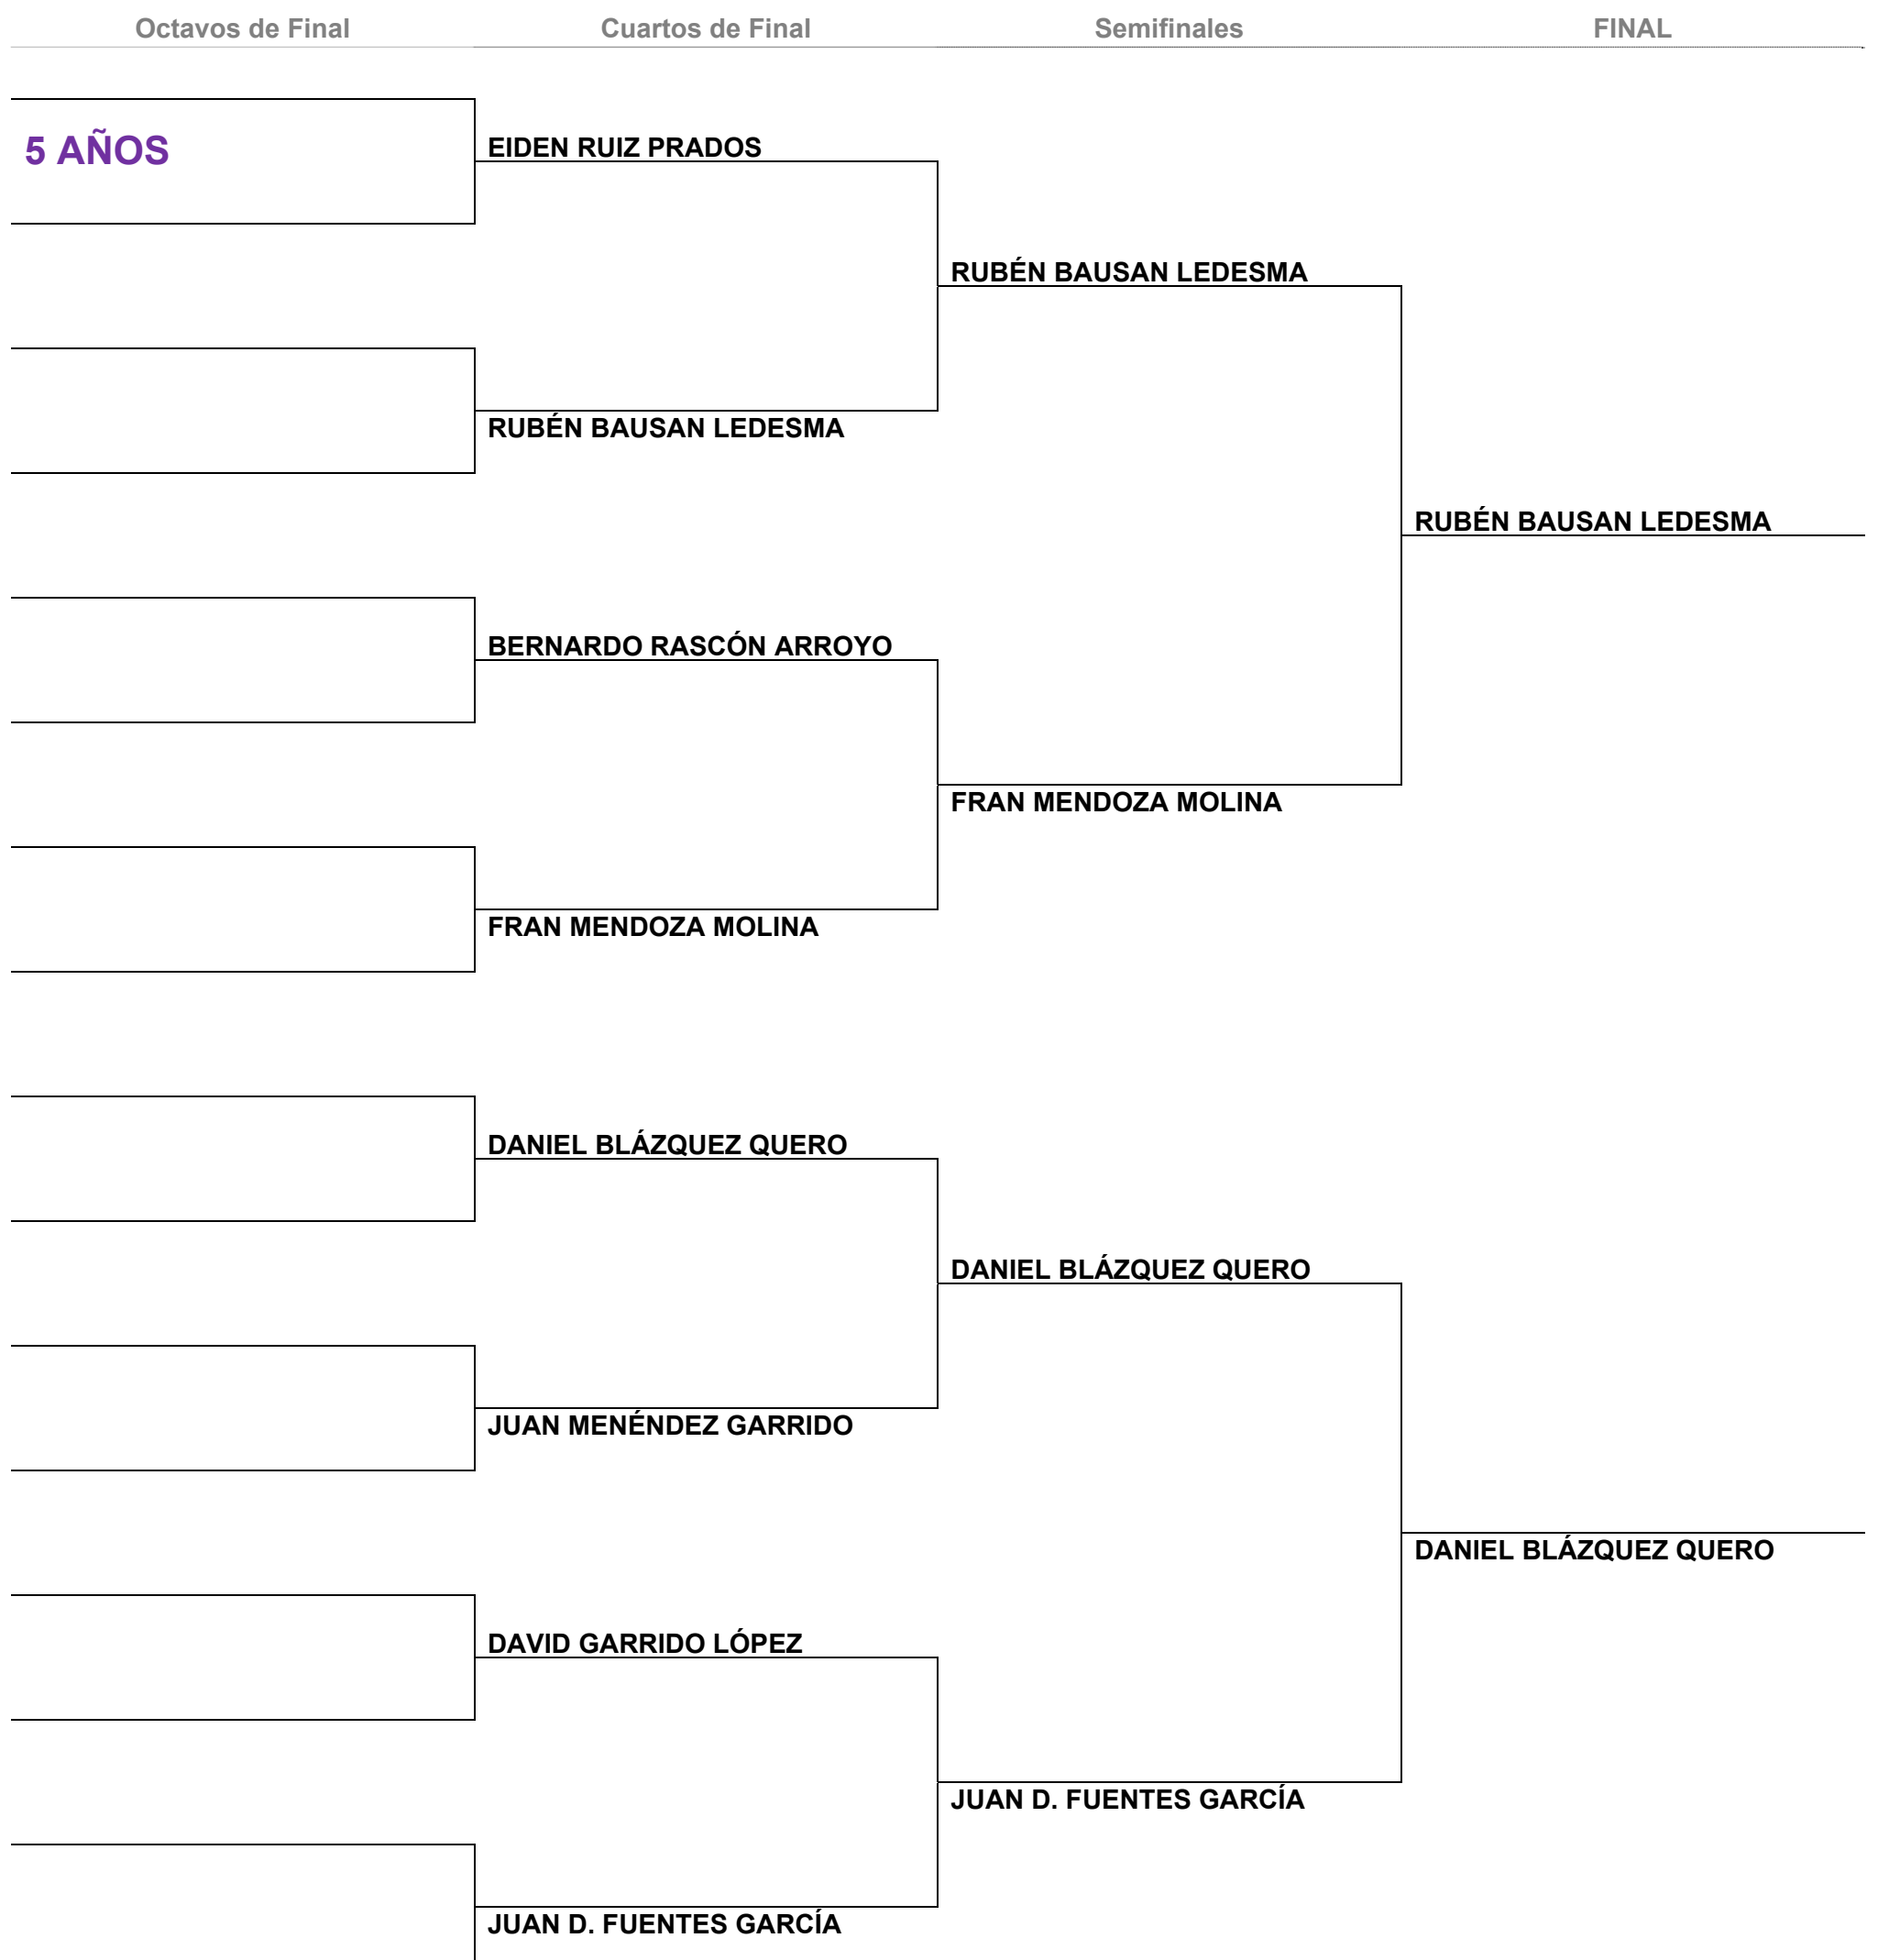 Octavos de Final Cuartos de Final Semifinales FINAL
5 AÑOS
EIDEN RUIZ PRADOS
RUBÉN BAUSAN LEDESMA
RUBÉN BAUSAN LEDESMA
RUBÉN BAUSAN LEDESMA
BERNARDO RASCÓN ARROYO
FRAN MENDOZA MOLINA
FRAN MENDOZA MOLINA
DANIEL BLÁZQUEZ QUERO
DANIEL BLÁZQUEZ QUERO
JUAN MENÉNDEZ GARRIDO
DANIEL BLÁZQUEZ QUERO
DAVID GARRIDO LÓPEZ
JUAN D. FUENTES GARCÍA
JUAN D. FUENTES GARCÍA